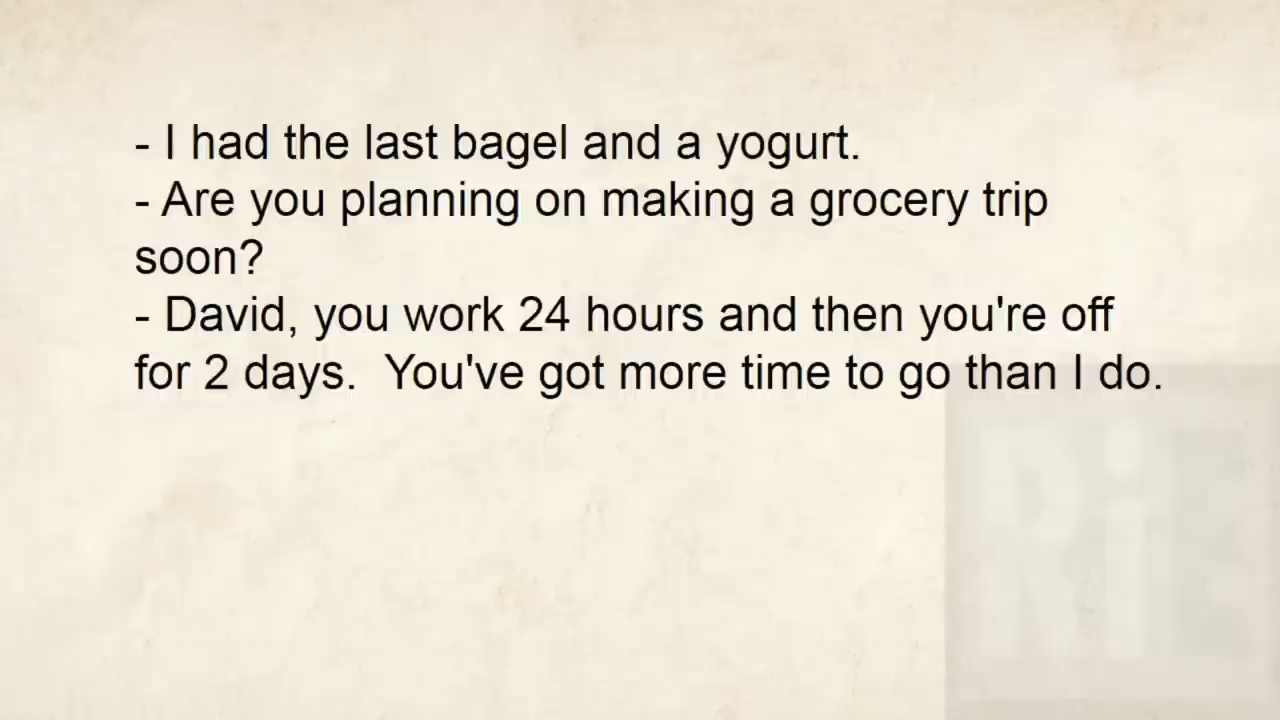 - I had the last bagel and a yogurt.
- Are you planning on making a grocery trip
soon?
- David, you work 24 hours and then you're off
for 2 days.  You've got more time to go than I do.
RiE